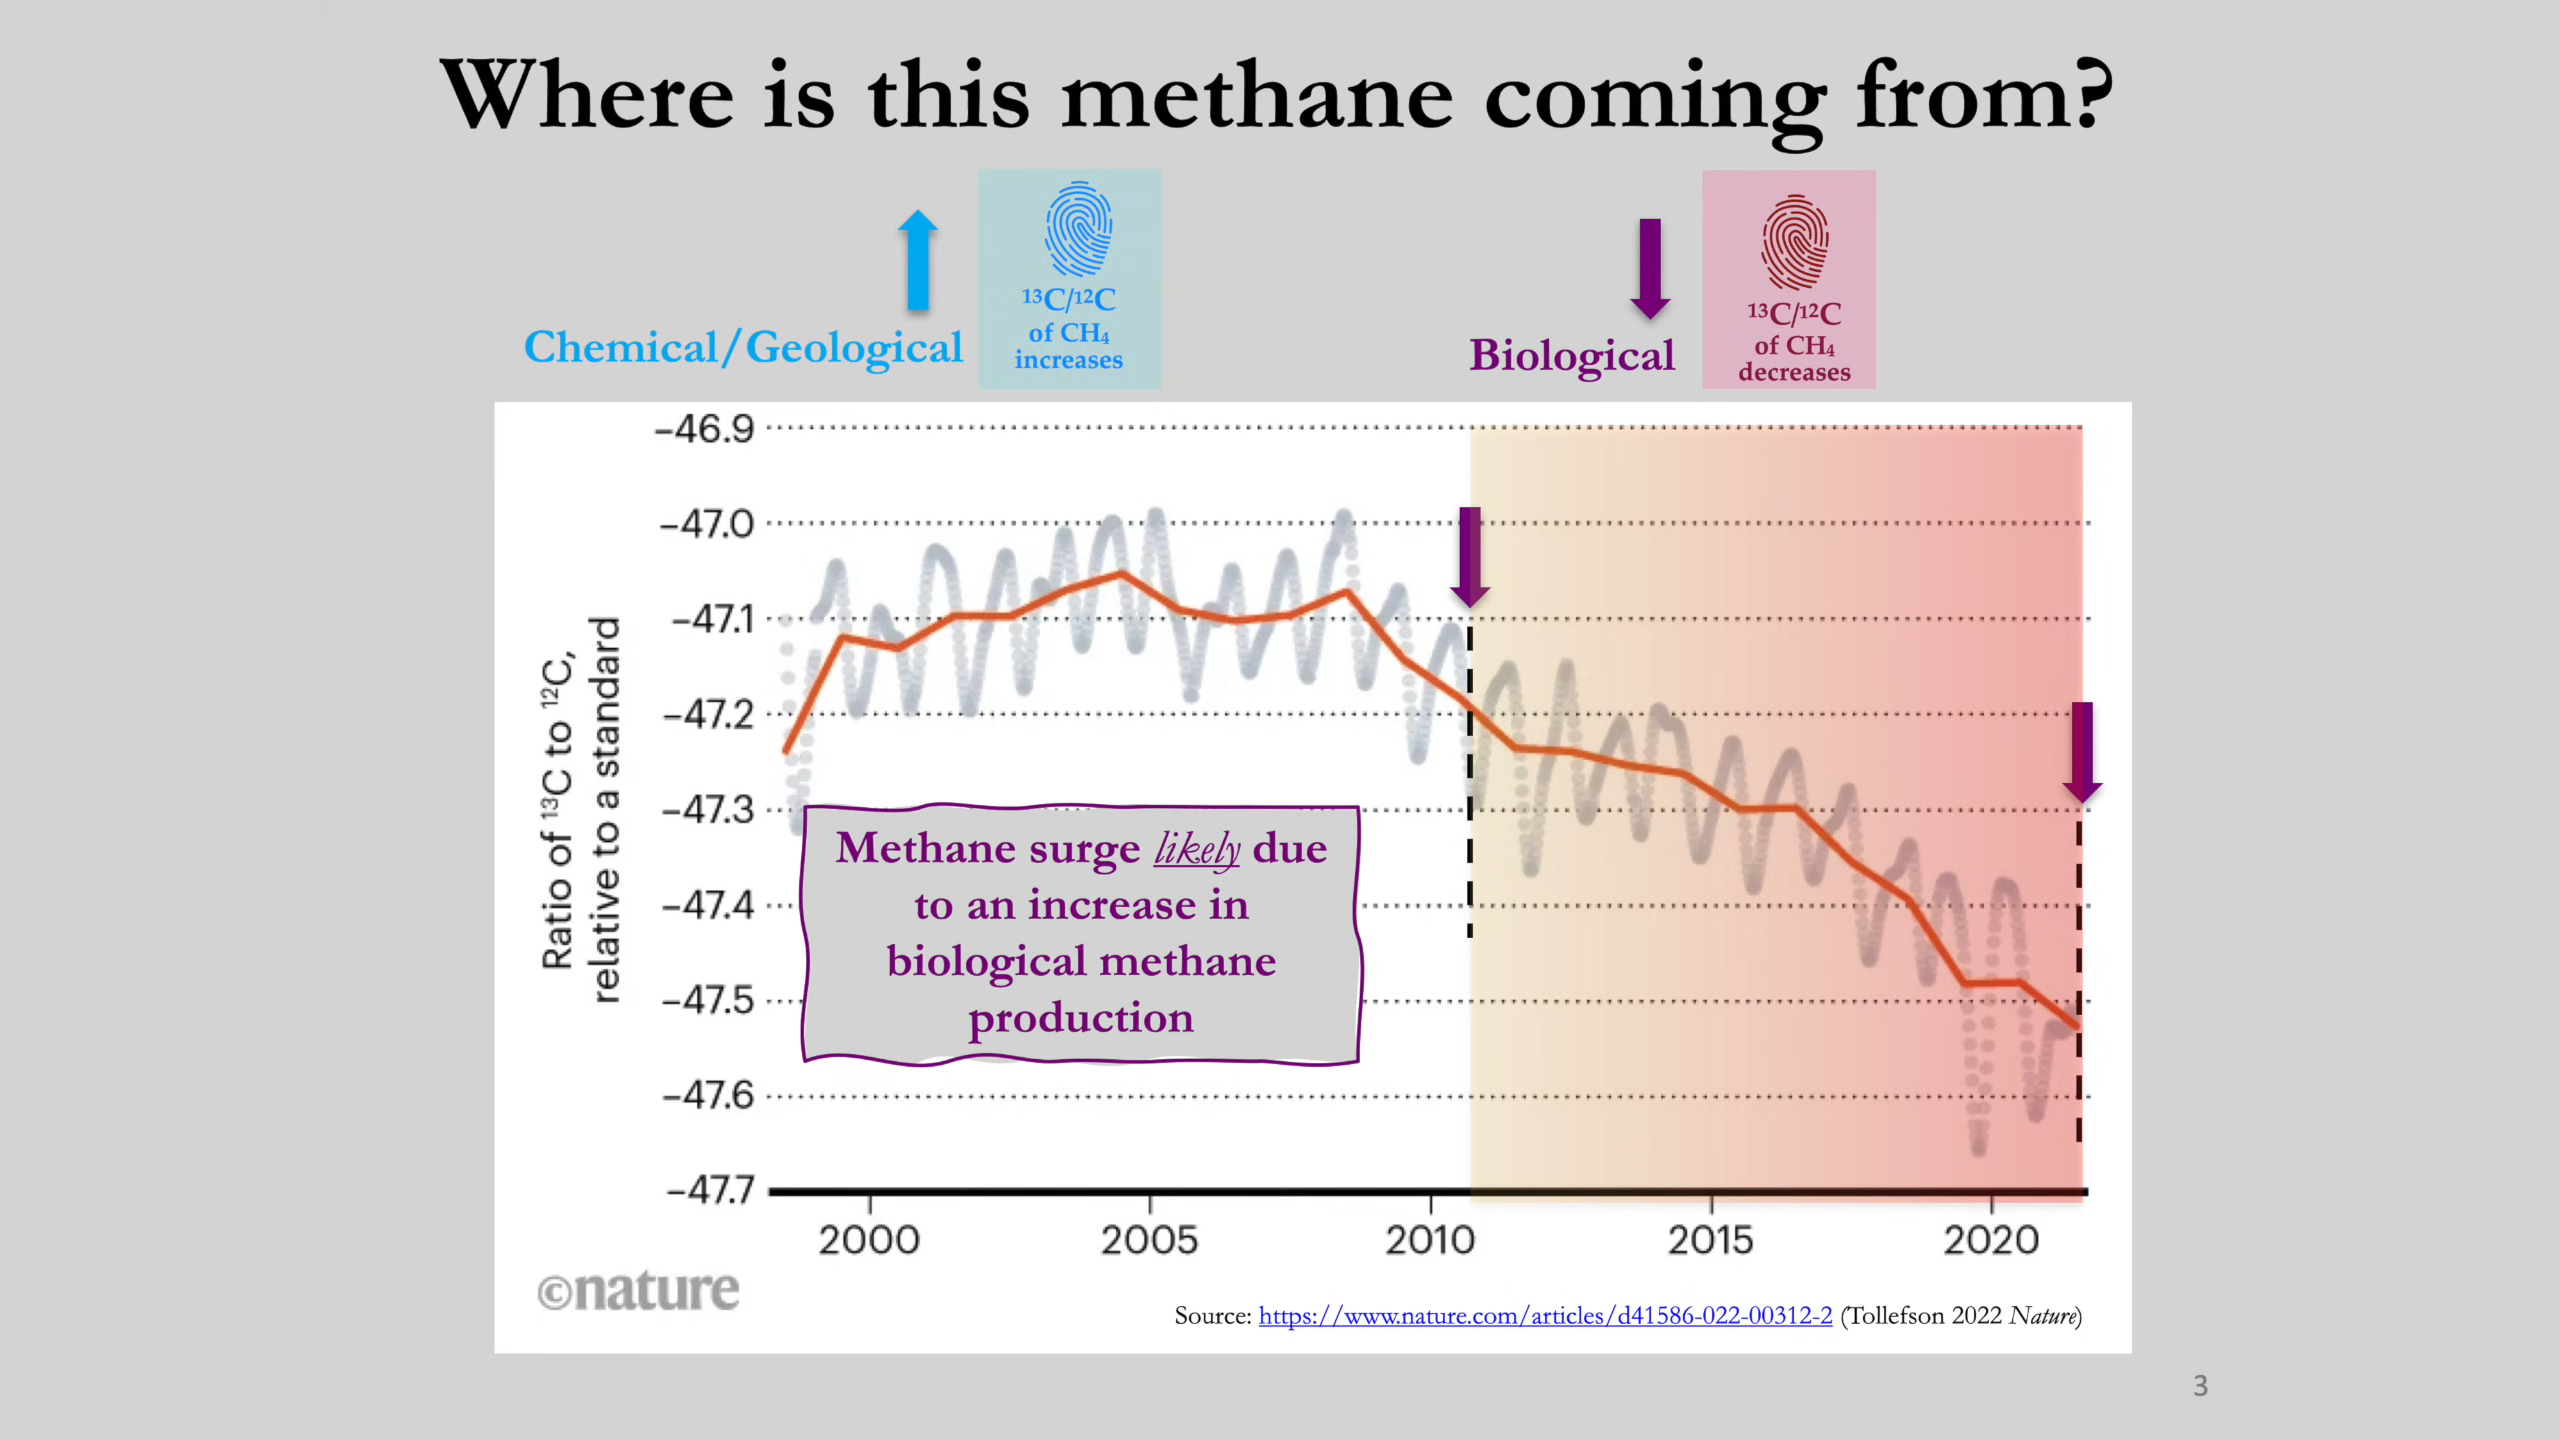 Where is this methane coming from?
¹³C/¹²C
of CH₄
increases
Chemical/Geological
¹³C/¹²C
of CH₄
decreases
Biological
Ratio of ¹³C to ¹²C,
relative to a standard
−46.9
−47.0
−47.1
−47.2
−47.3
−47.4
−47.5
−47.6
−47.7
Methane surge likely due
to an increase in
biological methane
production
2000 2005 2010 2015 2020
©nature
Source: https://www.nature.com/articles/d41586-022-00312-2 (Tollefson 2022 Nature)
3